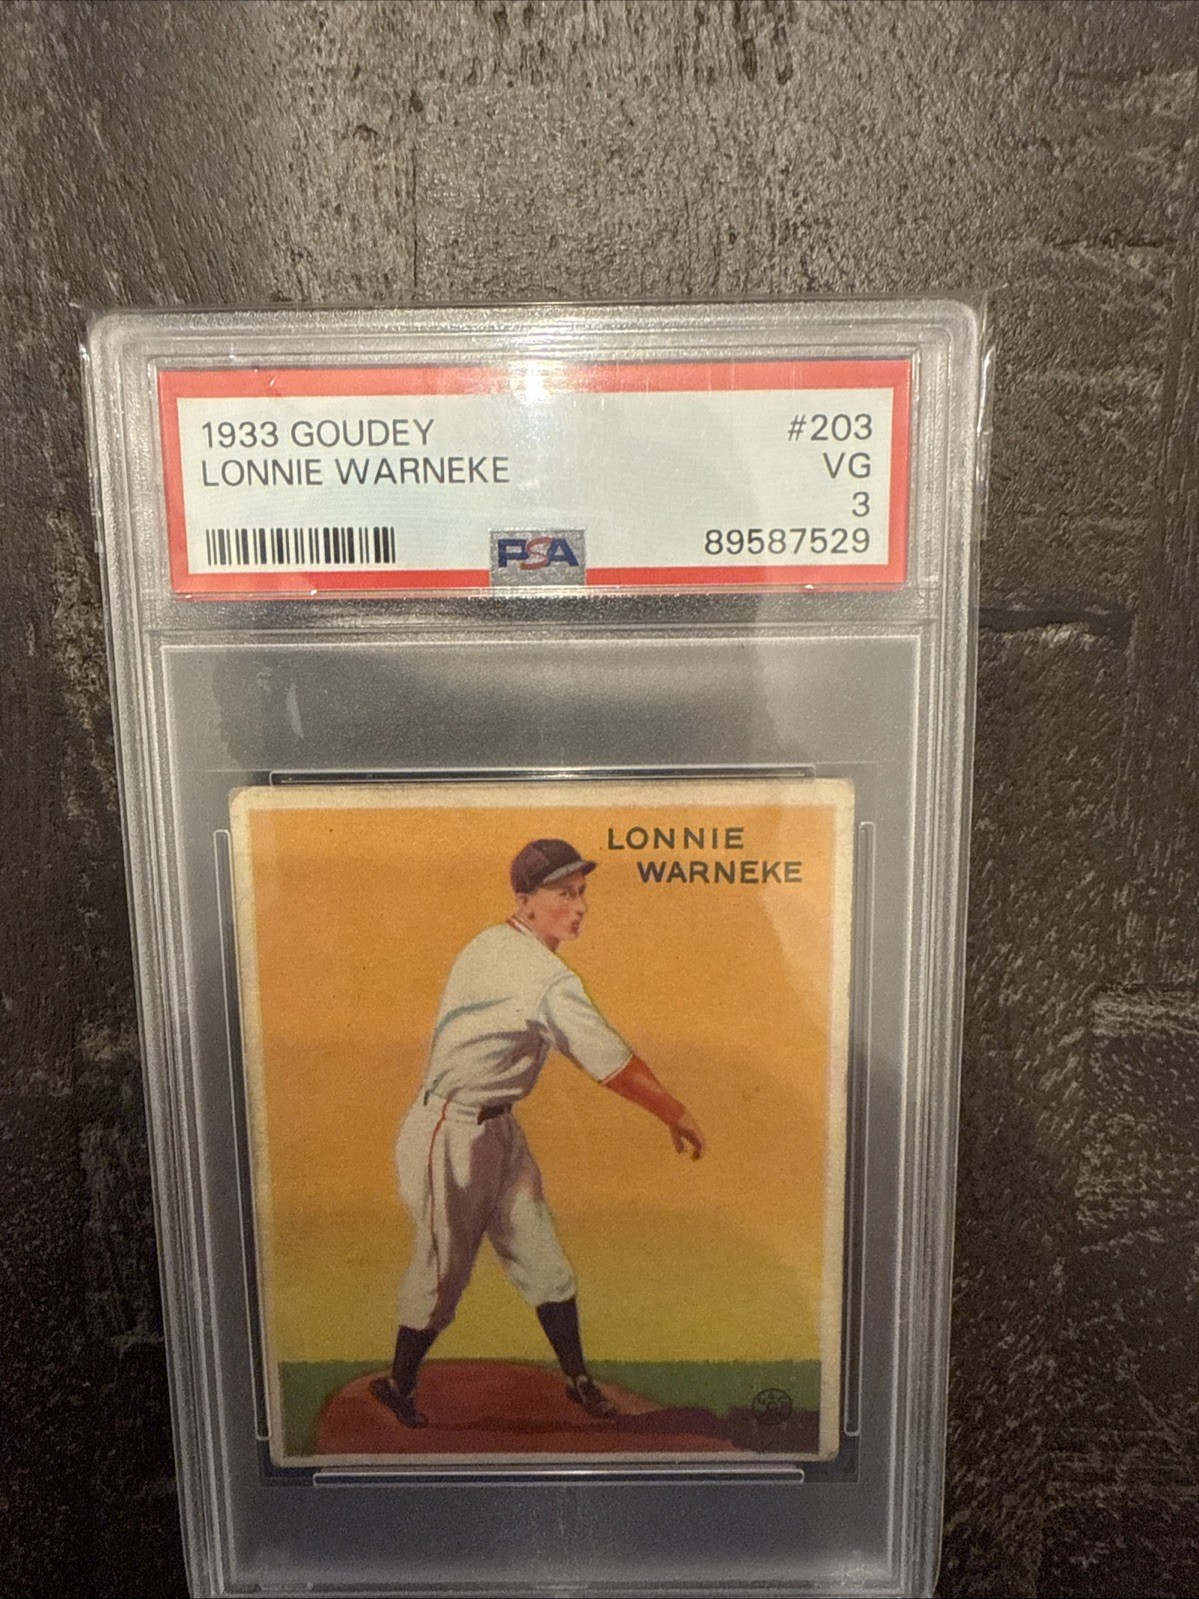 1933 GOUDEY #203
LONNIE WARNEKE VG
3
PSA 89587529
LONNIE
WARNEKE